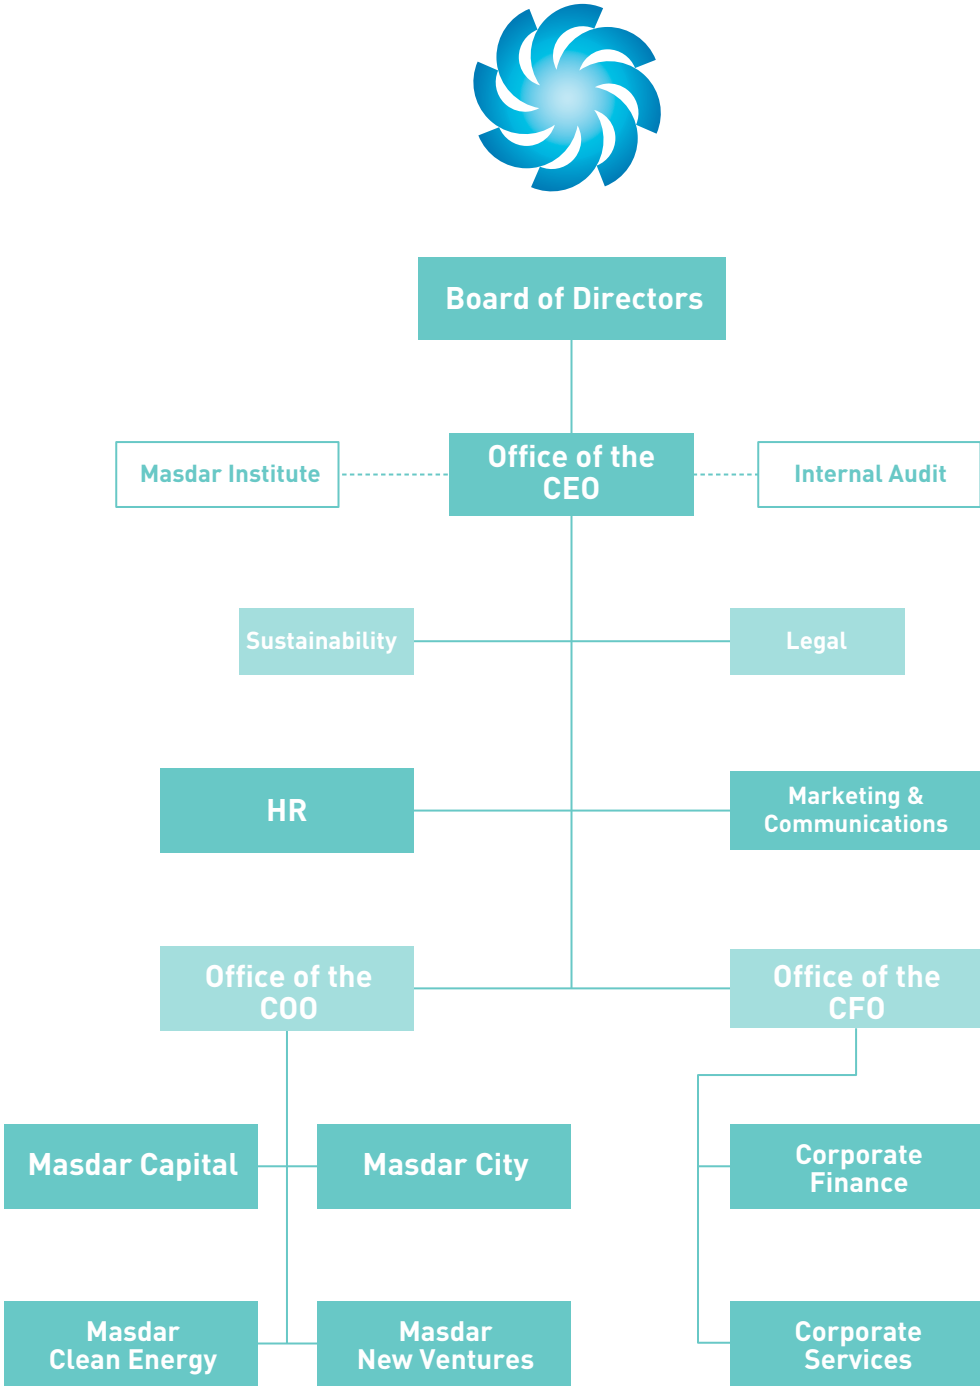 Board of Directors
Masdar Institute
Office of the
CEO
Internal Audit
Sustainability
Legal
HR
Marketing &
Communications
Office of the
COO
Office of the
CFO
Masdar Capital
Masdar City
Corporate
Finance
Masdar
Clean Energy
Masdar
New Ventures
Corporate
Services